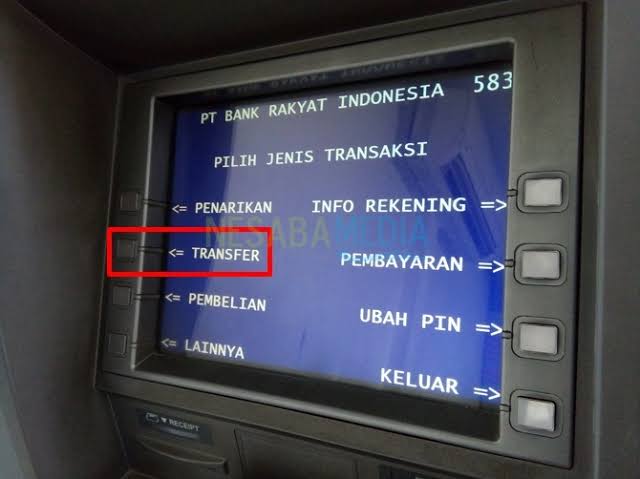 PT BANK RAKYAT INDONESIA 583
PILIH JENIS TRANSAKSI
<= PENARIKAN INFO REKENING =>
NESABAMEDIA
<= TRANSFER PEMBAYARAN =>
<= PEMBELIAN UBAH PIN =>
<= LAINNYA KELUAR =>
▼ RECEIPT